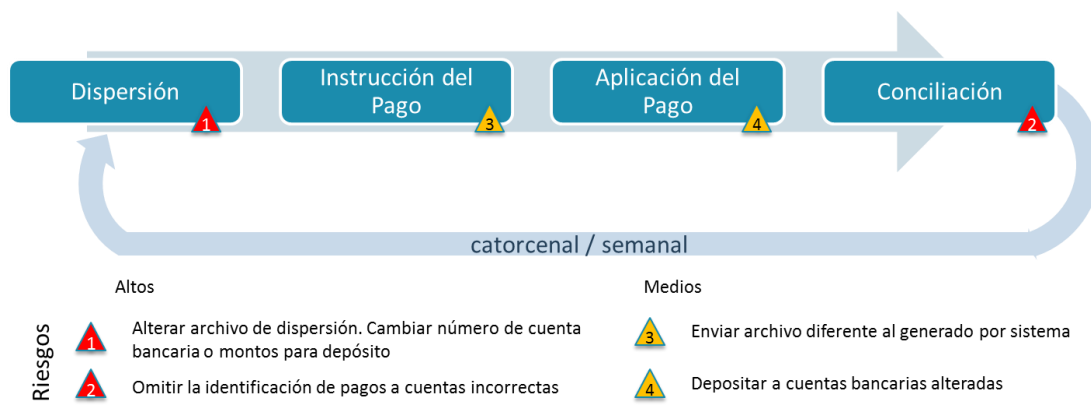 Dispersión
1
Instrucción del
Pago
3
Aplicación del
Pago
4
Conciliación
2
catorcenal / semanal
Riesgos
Altos
1
Alterar archivo de dispersión. Cambiar número de cuenta
bancaria o montos para depósito
2
Omitir la identificación de pagos a cuentas incorrectas
Medios
3
Enviar archivo diferente al generado por sistema
4
Depositar a cuentas bancarias alteradas